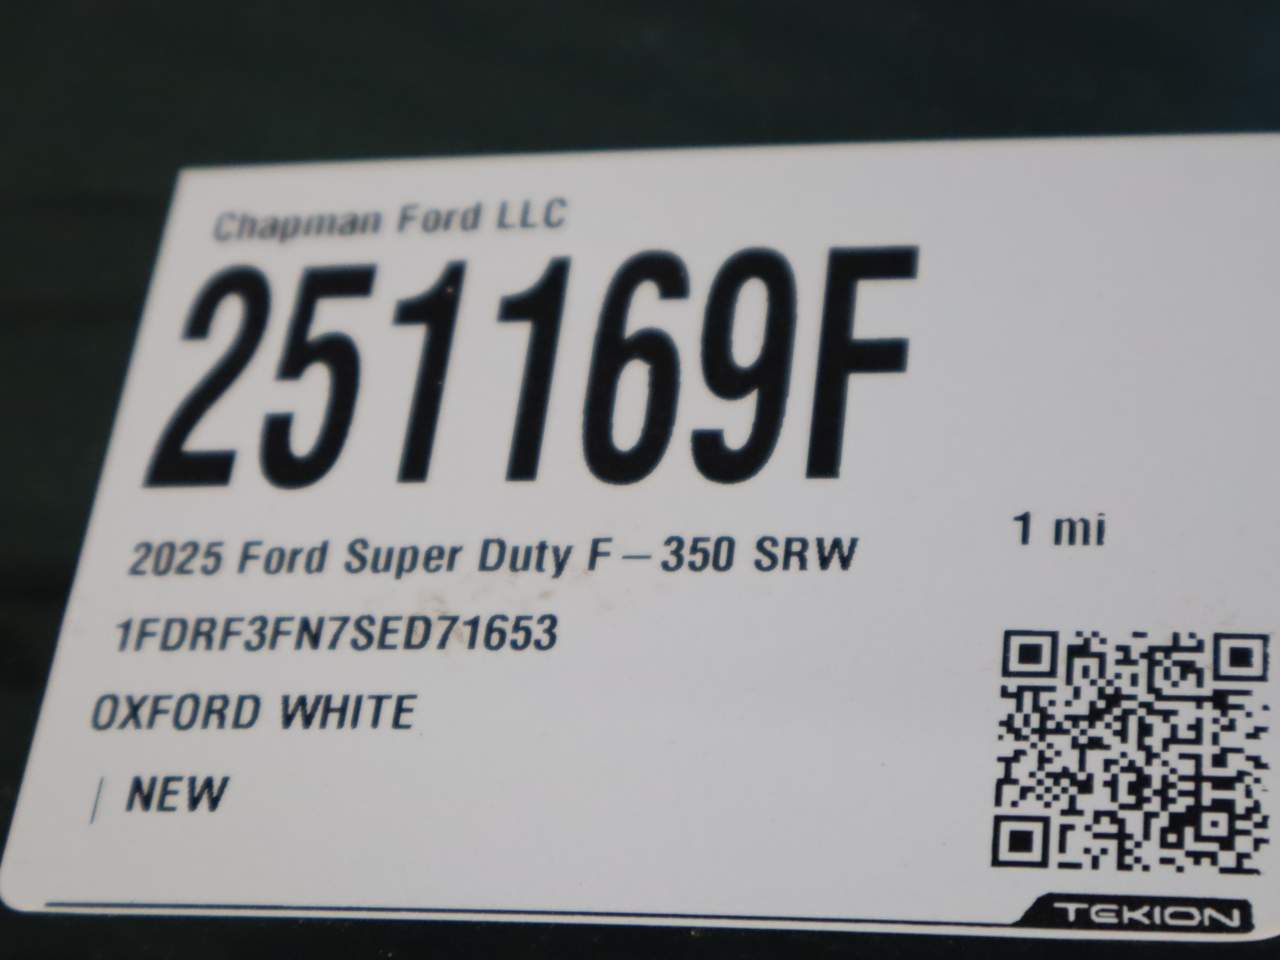 Chapman Ford LLC
251169F
2025 Ford Super Duty F-350 SRW
1 mi
1FDRF3FN7SED71653
OXFORD WHITE
| NEW
TEKION